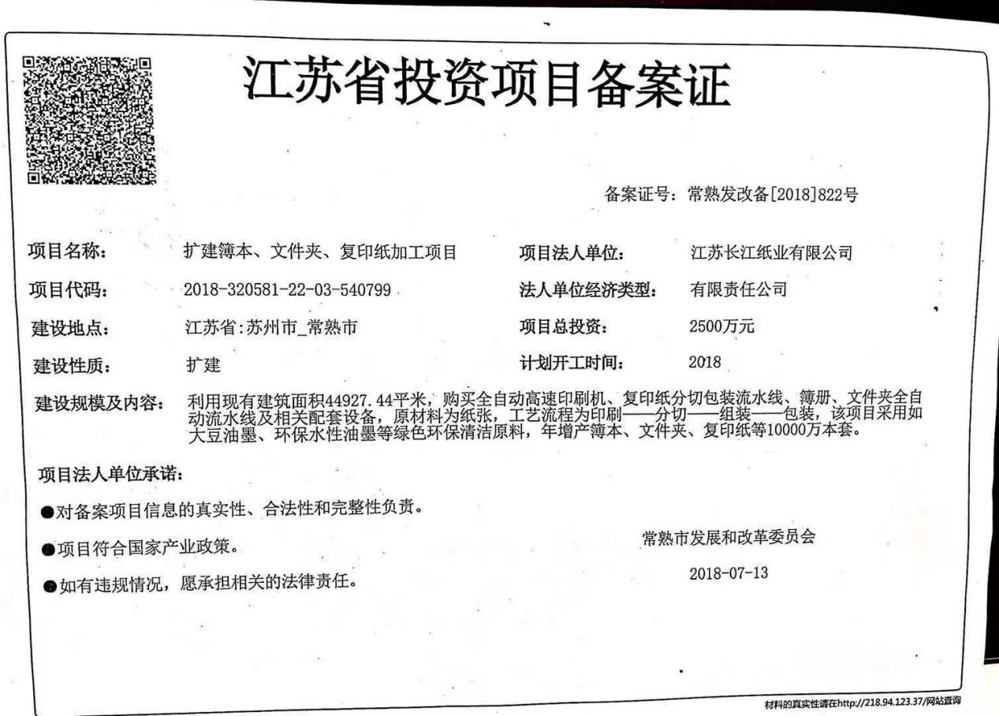 江苏省投资项目备案证
备案证号：常熟发改备[2018]822号
项目名称： 扩建簿本、文件夹、复印纸加工项目 项目法人单位： 江苏长江纸业有限公司
项目代码： 2018-320581-22-03-540799 法人单位经济类型： 有限责任公司
建设地点： 江苏省:苏州市_常熟市 项目总投资： 2500万元
建设性质： 扩建 计划开工时间： 2018
建设规模及内容： 利用现有建筑面积44927.44平米，购买全自动高速印刷机、复印纸分切包装流水线、簿册、文件夹全自
动流水线及相关配套设备，原材料为纸张，工艺流程为印刷——分切——组装——包装，该项目采用如
大豆油墨、环保水性油墨等绿色环保清洁原料，年增产簿本、文件夹、复印纸等10000万本套。
项目法人单位承诺：
●对备案项目信息的真实性、合法性和完整性负责。
●项目符合国家产业政策。
●如有违规情况，愿承担相关的法律责任。
常熟市发展和改革委员会
2018-07-13
材料的真实性请在http://218.94.123.37/网站查询